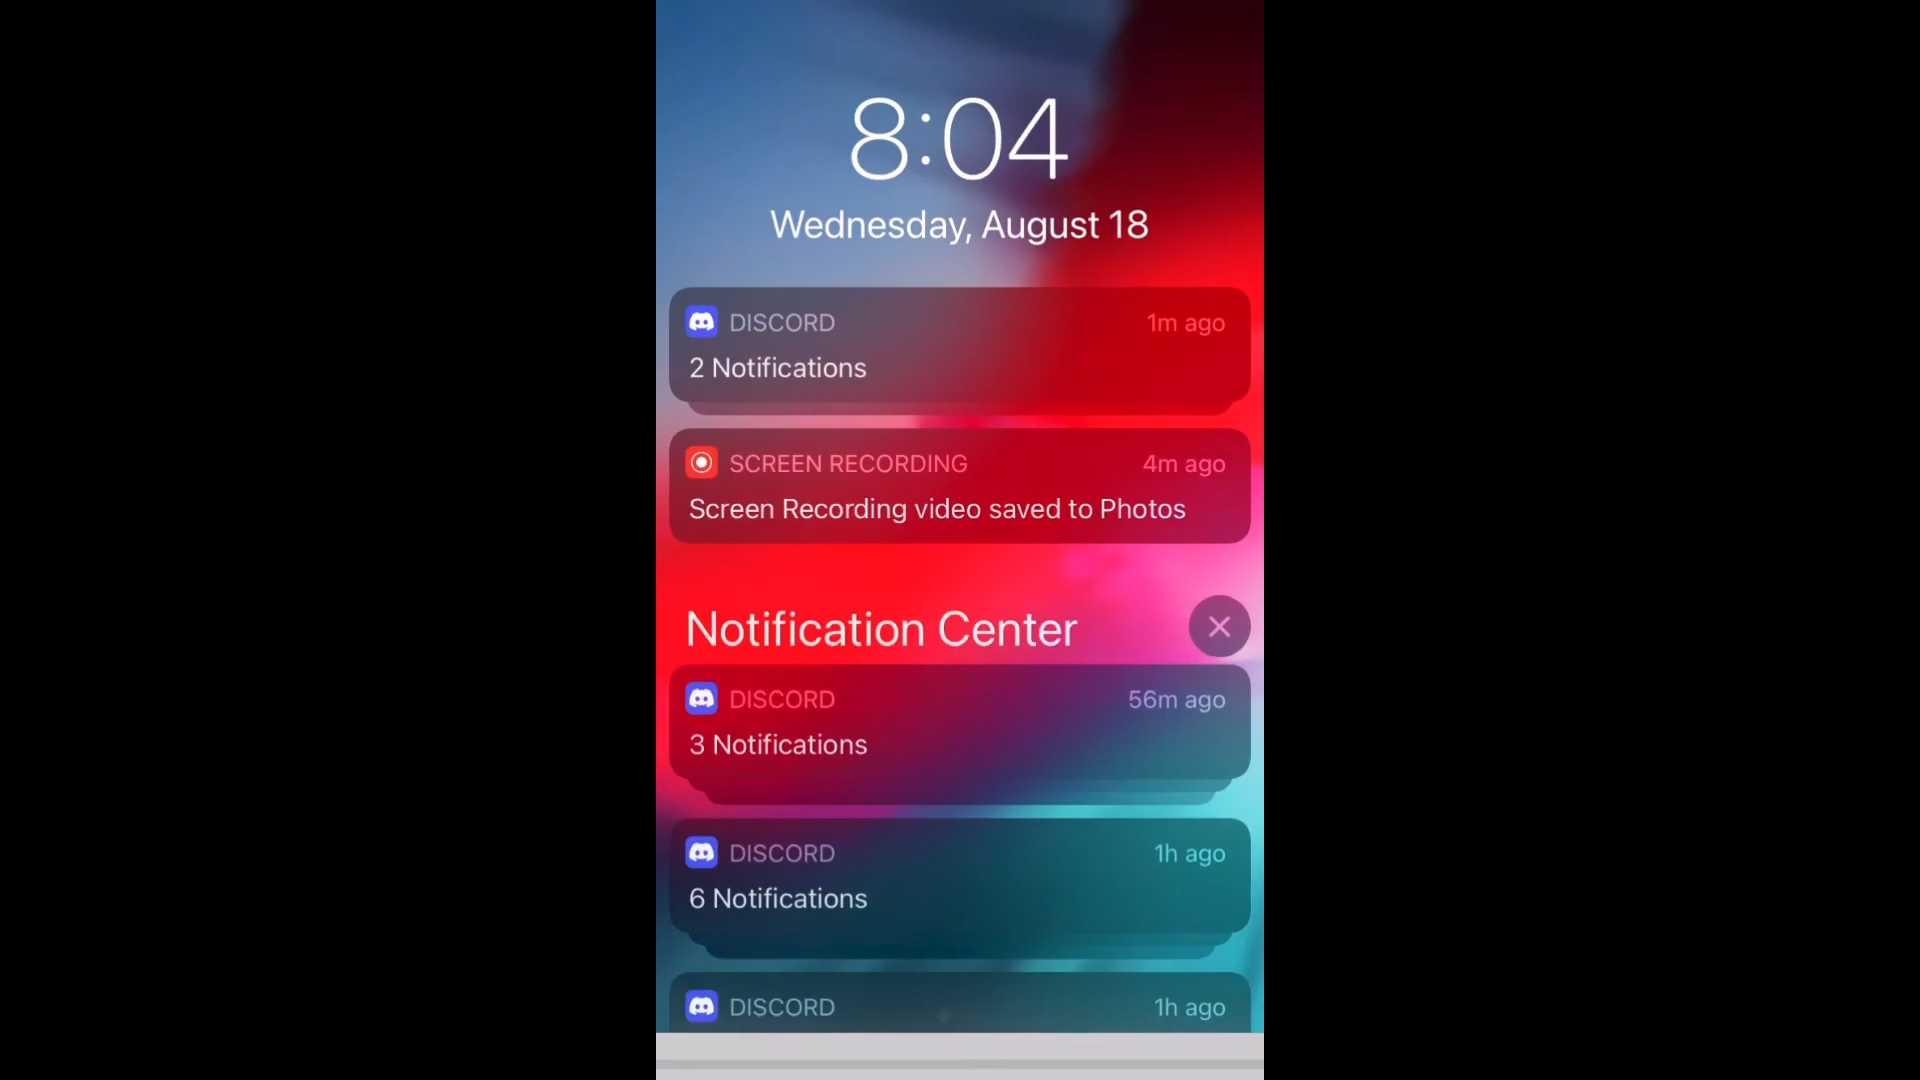 8:04
Wednesday, August 18
DISCORD 1m ago
2 Notifications
SCREEN RECORDING 4m ago
Screen Recording video saved to Photos
Notification Center
DISCORD 56m ago
3 Notifications
DISCORD 1h ago
6 Notifications
DISCORD 1h ago